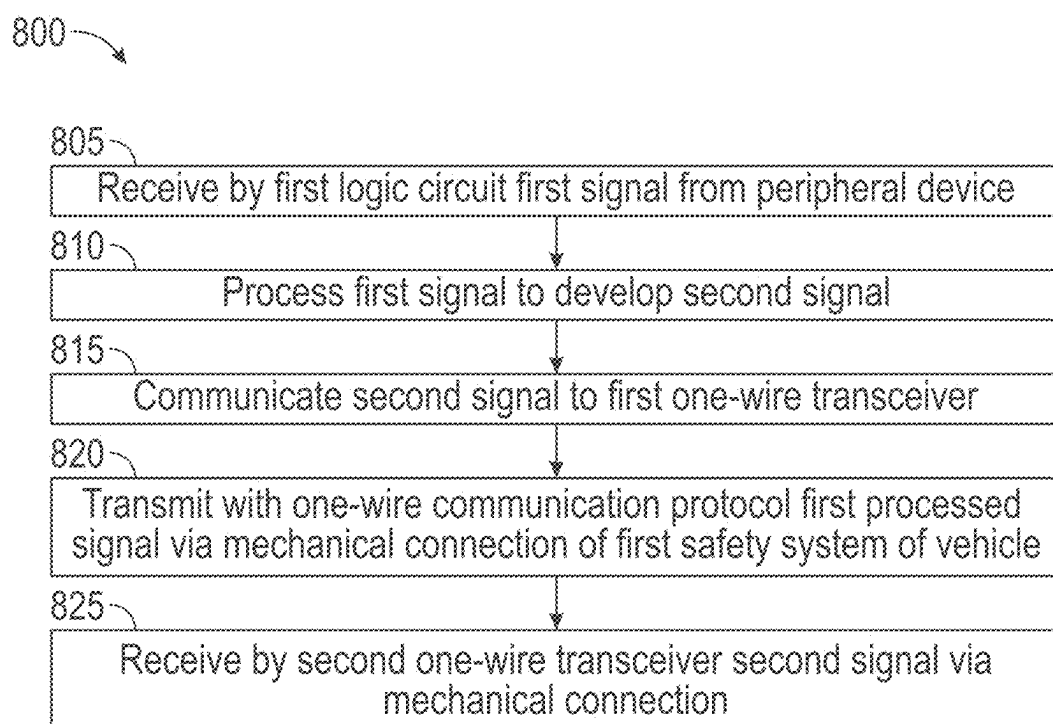 800
805
Receive by first logic circuit first signal from peripheral device
810
Process first signal to develop second signal
815
Communicate second signal to first one-wire transceiver
820
Transmit with one-wire communication protocol first processed
signal via mechanical connection of first safety system of vehicle
825
Receive by second one-wire transceiver second signal via
mechanical connection